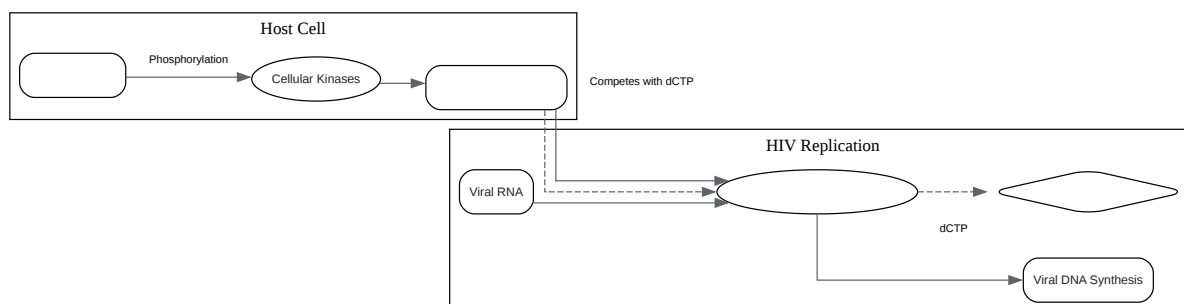 Host Cell
Phosphorylation
Cellular Kinases
Competes with dCTP
HIV Replication
Viral RNA
dCTP
Viral DNA Synthesis